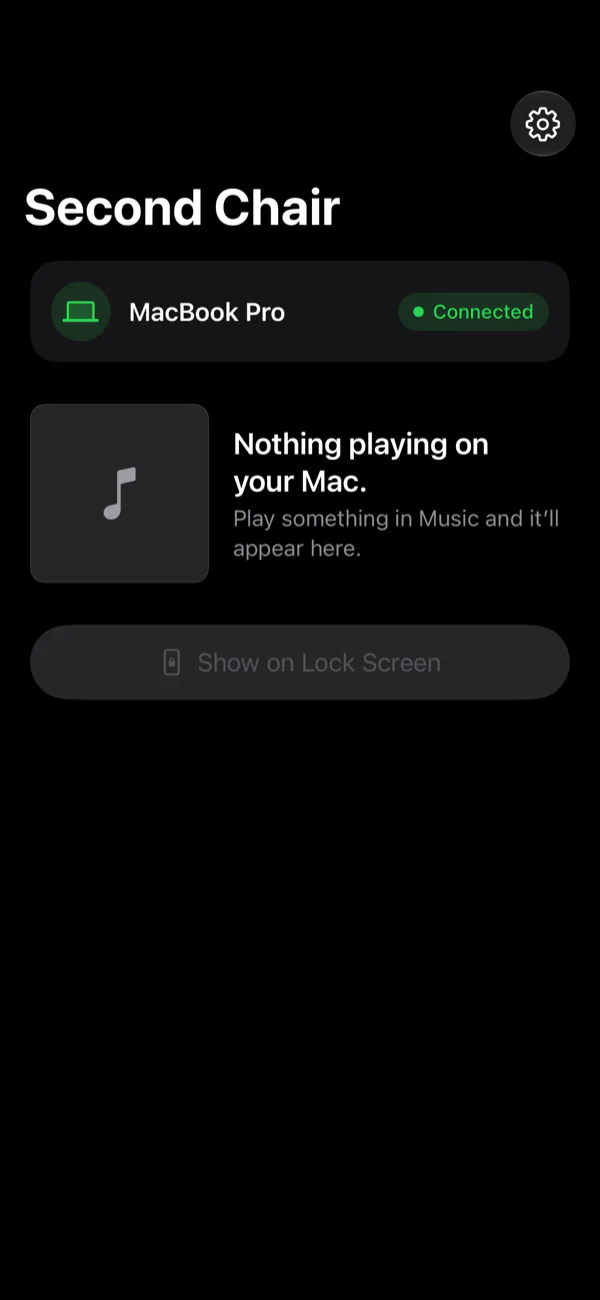 Second Chair
MacBook Pro
Connected
Nothing playing on
your Mac.
Play something in Music and it’ll
appear here.
Show on Lock Screen